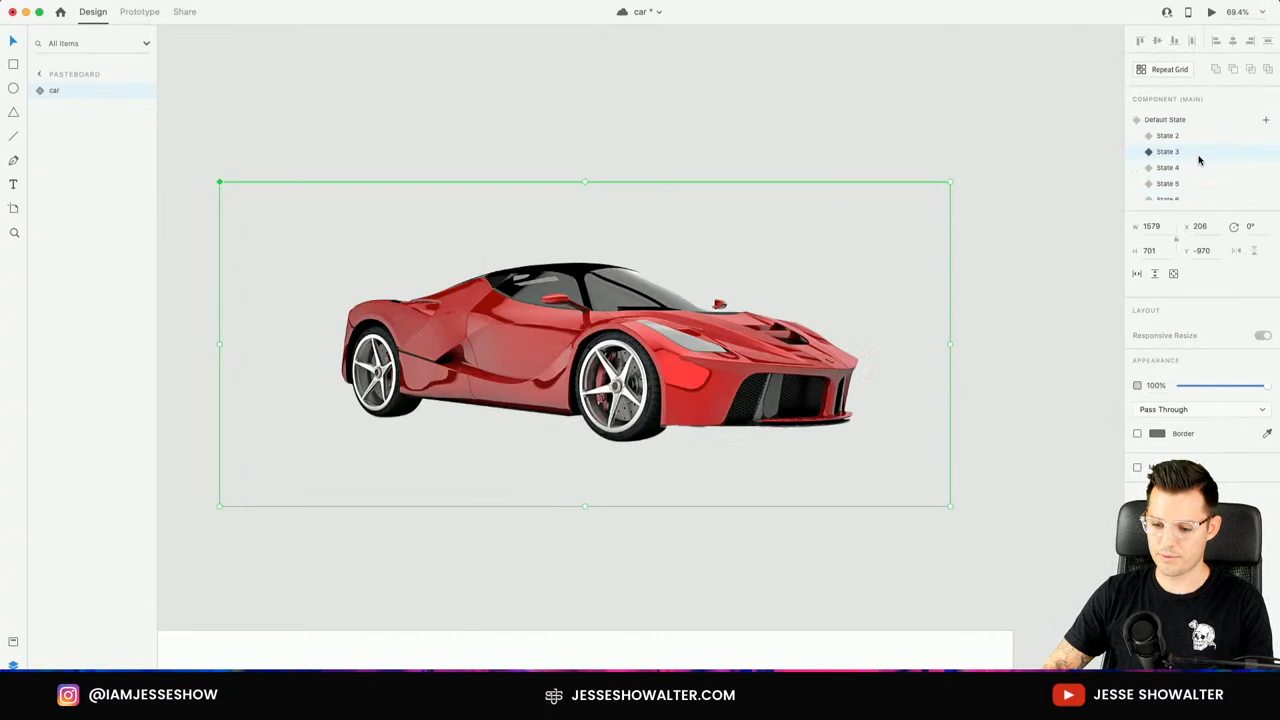 Design
Prototype
Share
car *
69.4%
All Items
PASTEBOARD
car
Repeat Grid
COMPONENT (MAIN)
Default State
State 2
State 3
State 4
State 5
State 6
W 1579 X 206 0°
H 701 Y -970
LAYOUT
Responsive Resize
APPEARANCE
100%
Pass Through
Border
@IAMJESSESHOW
JESSESHOWALTER.COM
JESSE SHOWALTER